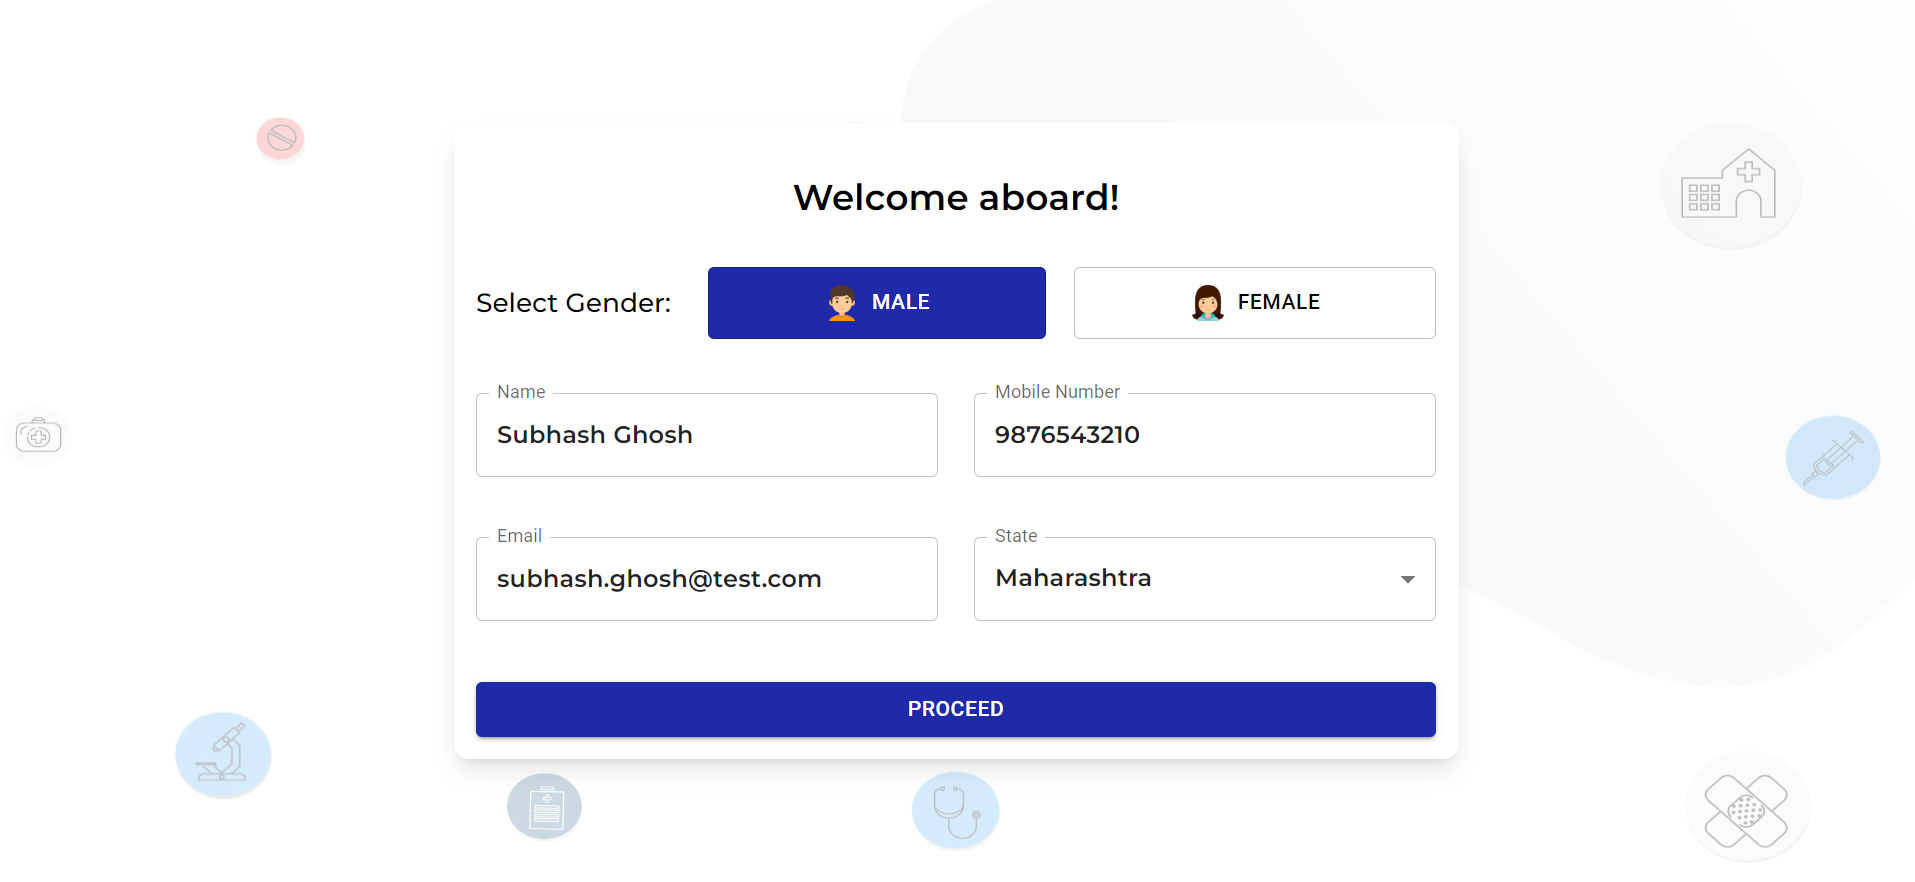 Welcome aboard!
Select Gender:
MALE
FEMALE
Name
Subhash Ghosh
Mobile Number
9876543210
Email
subhash.ghosh@test.com
State
Maharashtra
PROCEED